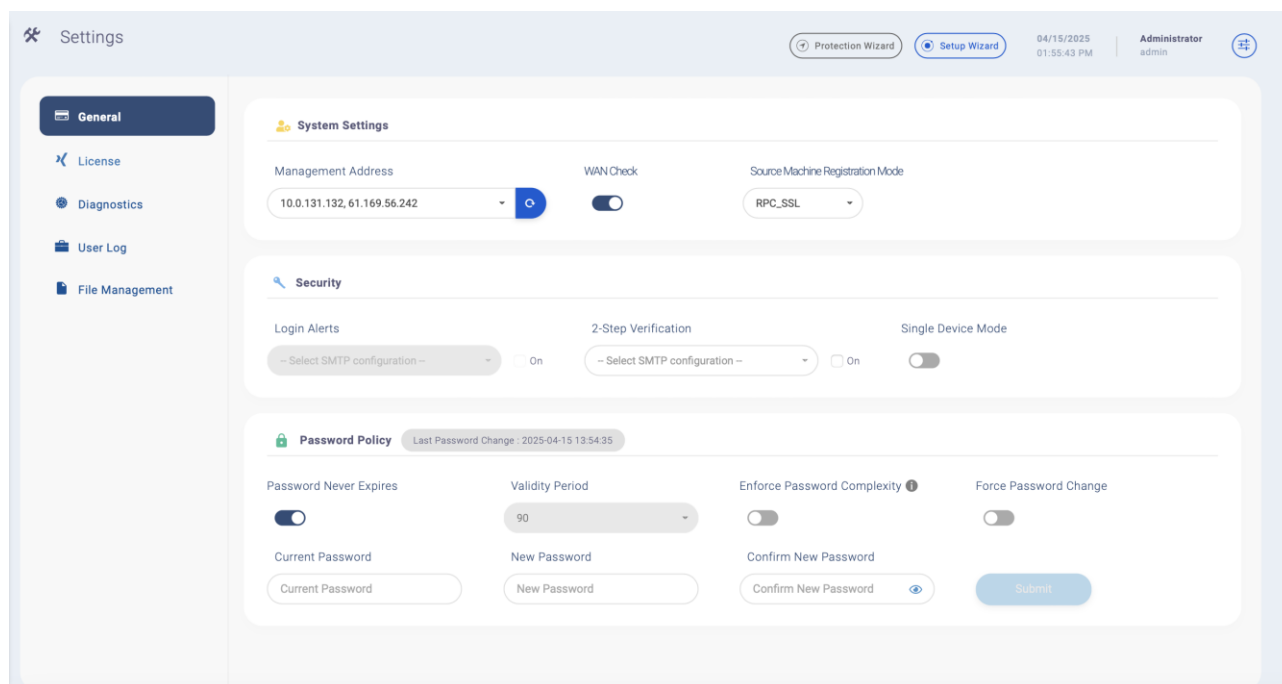 Settings
Protection Wizard
Setup Wizard
04/15/2025
01:55:43 PM
Administrator
admin
General
License
Diagnostics
User Log
File Management
System Settings
Management Address
WAN Check
Source Machine Registration Mode
10.0.131.132, 61.169.56.242
RPC_SSL
Security
Login Alerts
2-Step Verification
Single Device Mode
-- Select SMTP configuration --
On
-- Select SMTP configuration --
On
Password Policy
Last Password Change : 2025-04-15 13:54:35
Password Never Expires
Validity Period
Enforce Password Complexity
Force Password Change
90
Current Password
New Password
Confirm New Password
Current Password
New Password
Confirm New Password
Submit